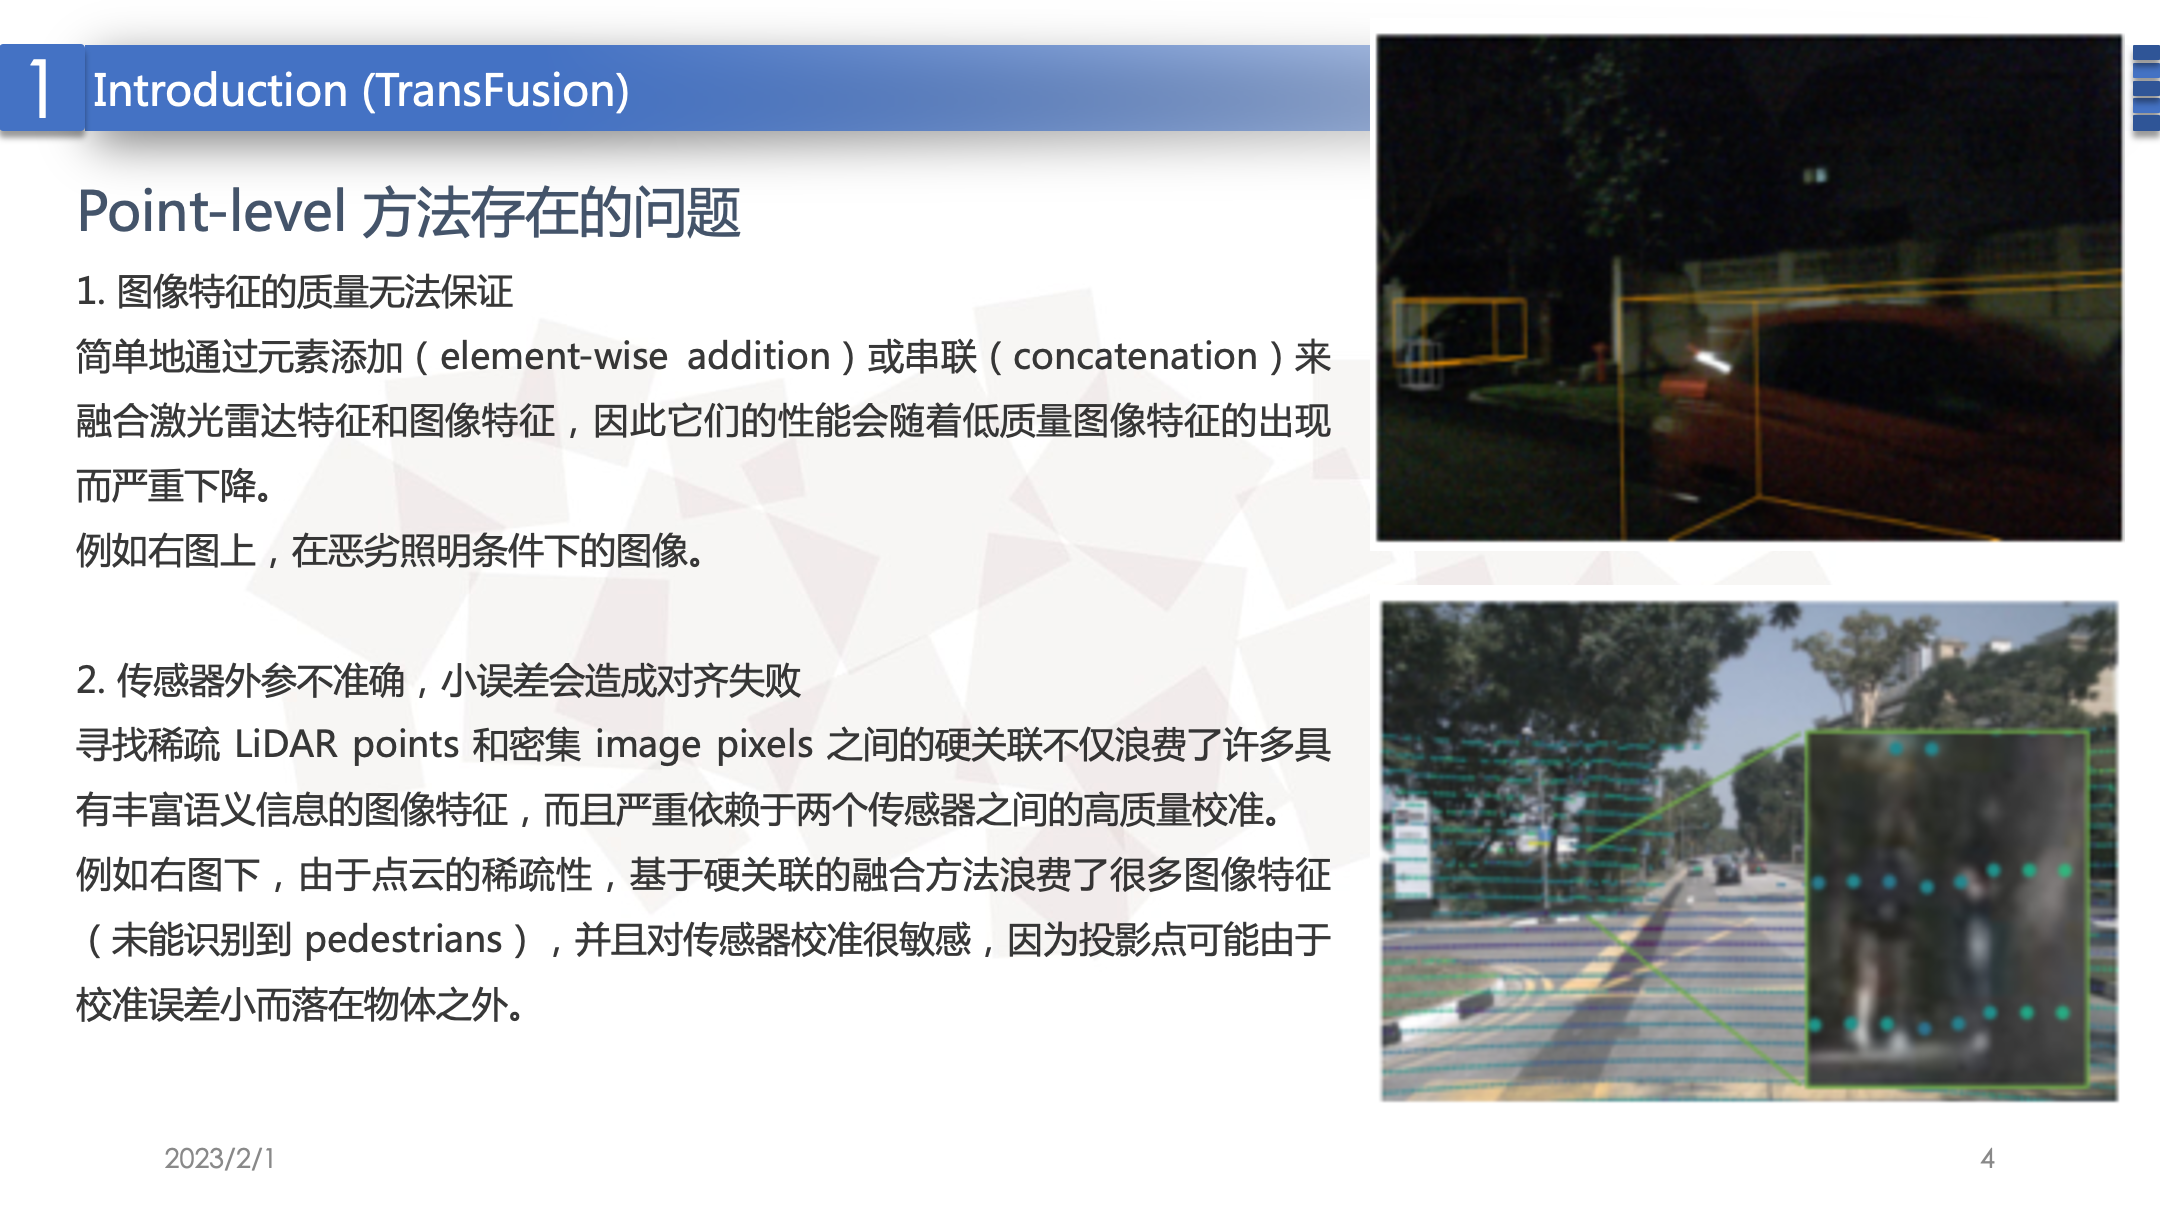 1
Introduction (TransFusion)
Point-level 方法存在的问题
1. 图像特征的质量无法保证
简单地通过元素添加（element-wise addition）或串联（concatenation）来
融合激光雷达特征和图像特征，因此它们的性能会随着低质量图像特征的出现
而严重下降。
例如右图上，在恶劣照明条件下的图像。
2. 传感器外参不准确，小误差会造成对齐失败
寻找稀疏 LiDAR points 和密集 image pixels 之间的硬关联不仅浪费了许多具
有丰富语义信息的图像特征，而且严重依赖于两个传感器之间的高质量校准。
例如右图下，由于点云的稀疏性，基于硬关联的融合方法浪费了很多图像特征
（未能识别到 pedestrians），并且对传感器校准很敏感，因为投影点可能由于
校准误差小而落在物体之外。
2023/2/1
4